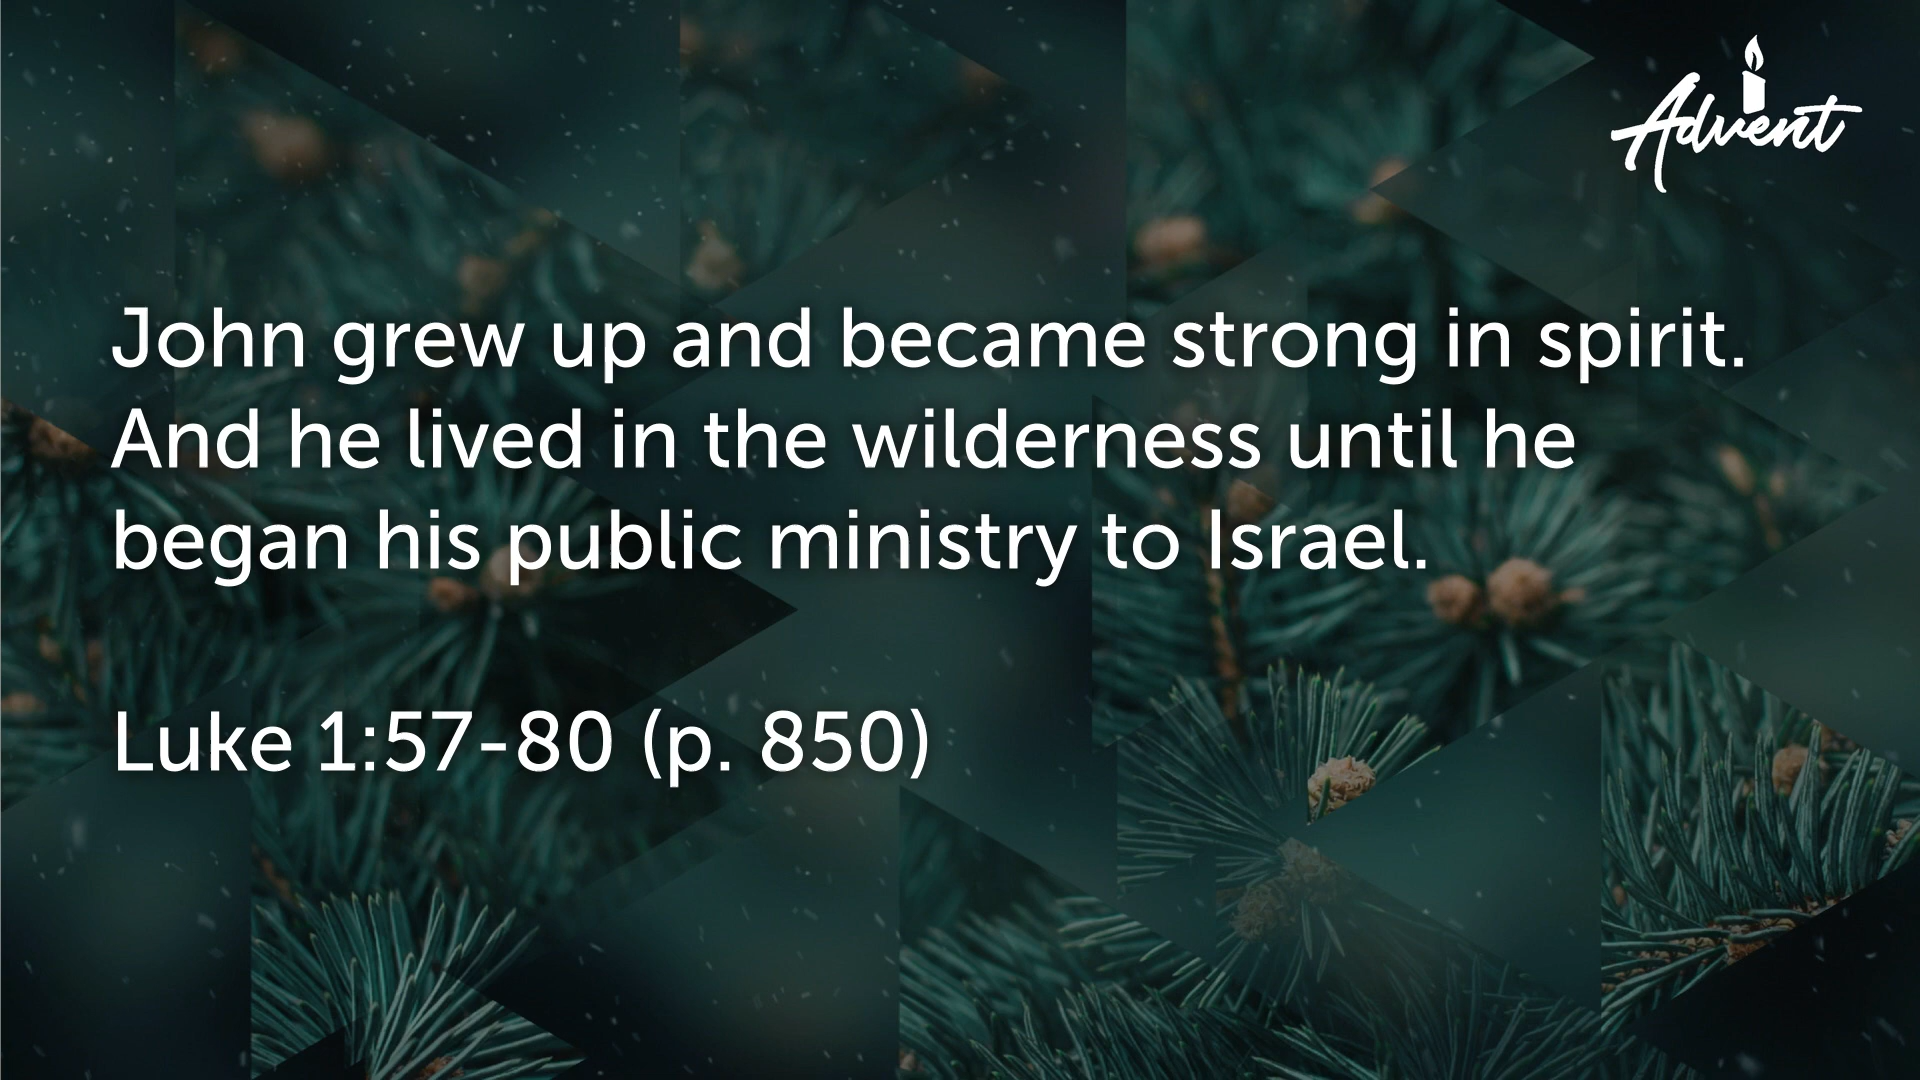 Advent
John grew up and became strong in spirit.
And he lived in the wilderness until he
began his public ministry to Israel.
Luke 1:57-80 (p. 850)